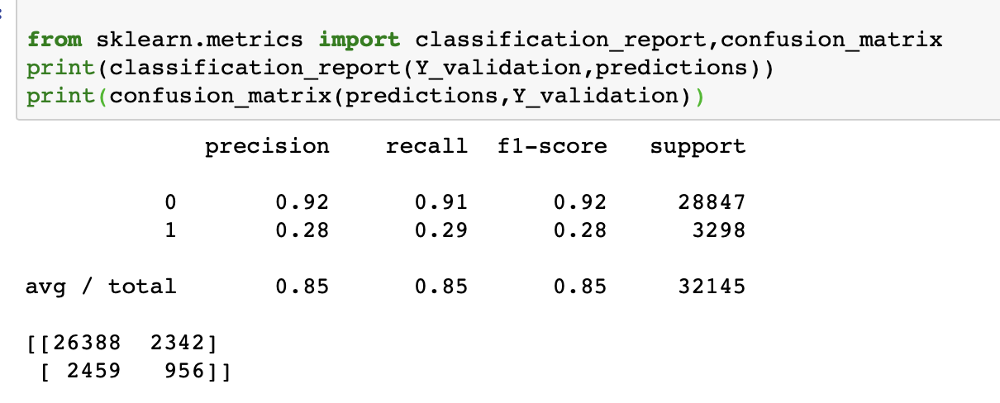 :
from sklearn.metrics import classification_report,confusion_matrix
print(classification_report(Y_validation,predictions))
print(confusion_matrix(predictions,Y_validation))
precision recall f1-score support
0 0.92 0.91 0.92 28847
1 0.28 0.29 0.28 3298
avg / total 0.85 0.85 0.85 32145
[[26388 2342]
[ 2459 956]]